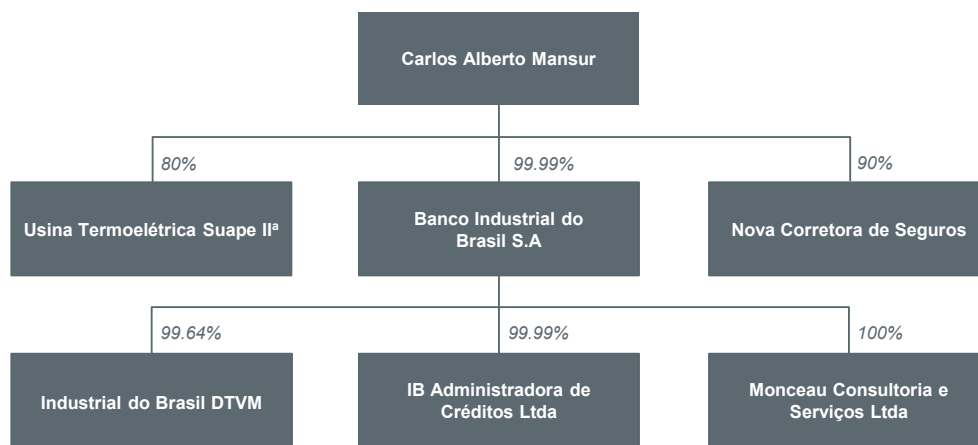 Carlos Alberto Mansur
80%
99.99%
90%
Usina Termoelétrica Suape IIª
Banco Industrial do
Brasil S.A
Nova Corretora de Seguros
99.64%
99.99%
100%
Industrial do Brasil DTVM
IB Administradora de
Créditos Ltda
Monceau Consultoria e
Serviços Ltda